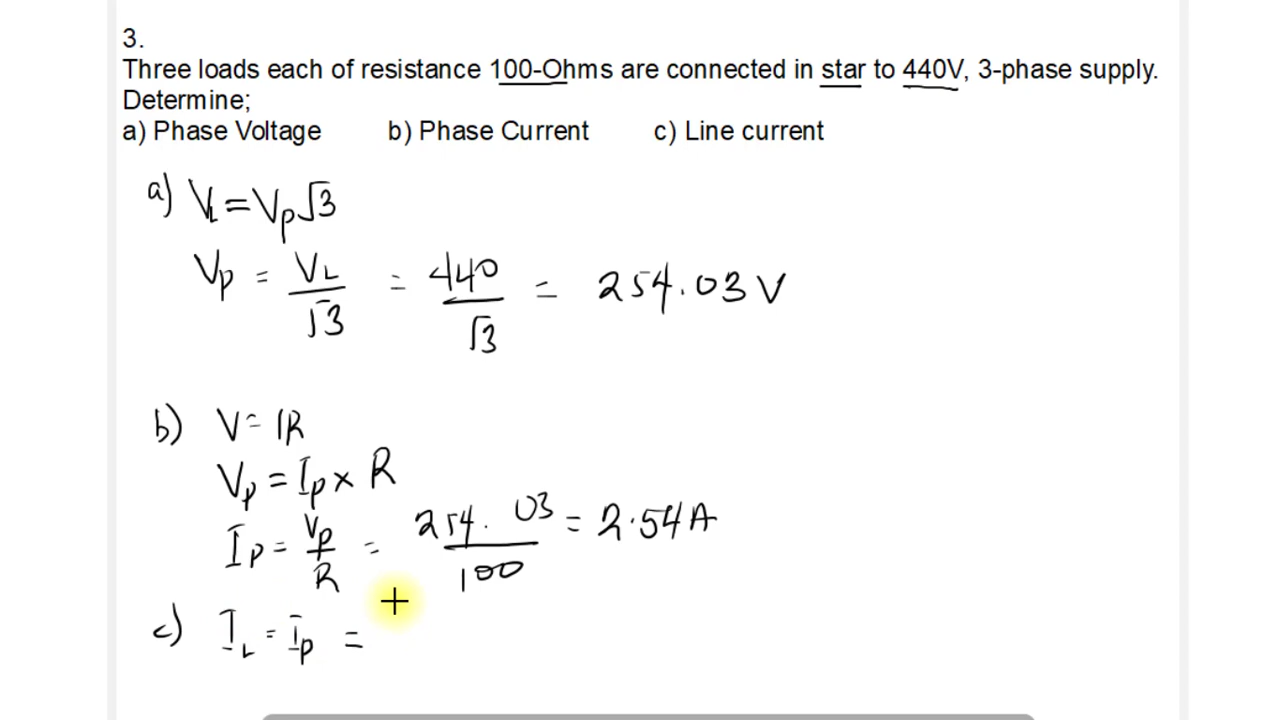 3.
Three loads each of resistance 100-Ohms are connected in star to 440V, 3-phase supply.
Determine;
a) Phase Voltage b) Phase Current c) Line current
a) VL = Vp√3
Vp = VL/√3 = 440/√3 = 254.03 V
b) V = IR
Vp = Ip × R
Ip = Vp/R = 254.03/100 = 2.54A
c) IL = Ip =